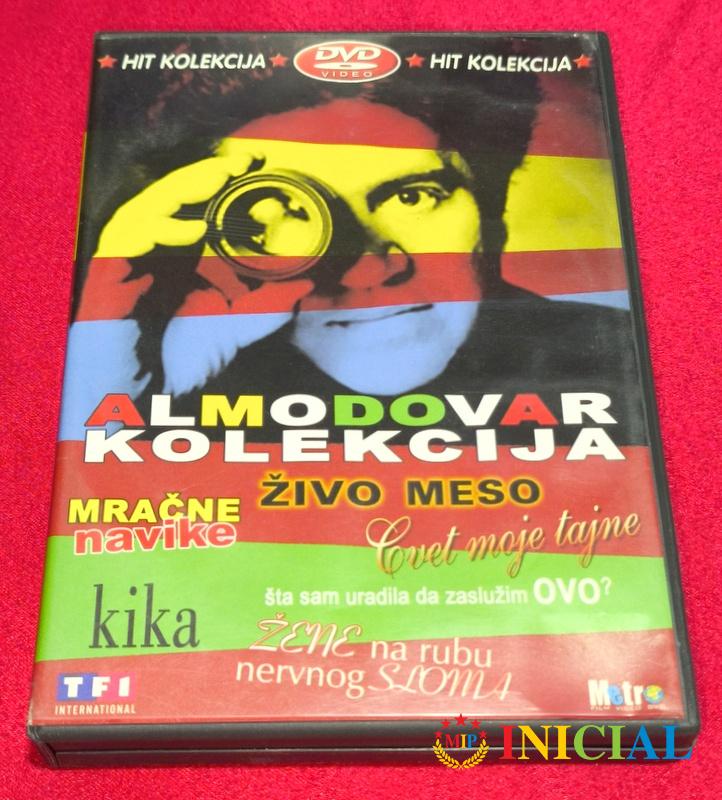 HIT KOLEKCIJA
DVD
VIDEO
HIT KOLEKCIJA
ALMODOVAR
KOLEKCIJA
ŽIVO MESO
MRAČNE
navike
Cvet moje tajne
kika
šta sam uradila da zaslužim OVO?
ŽENE na rubu
nervnog SLOMA
TF1
INTERNATIONAL
Metro
MIP
INICIAL